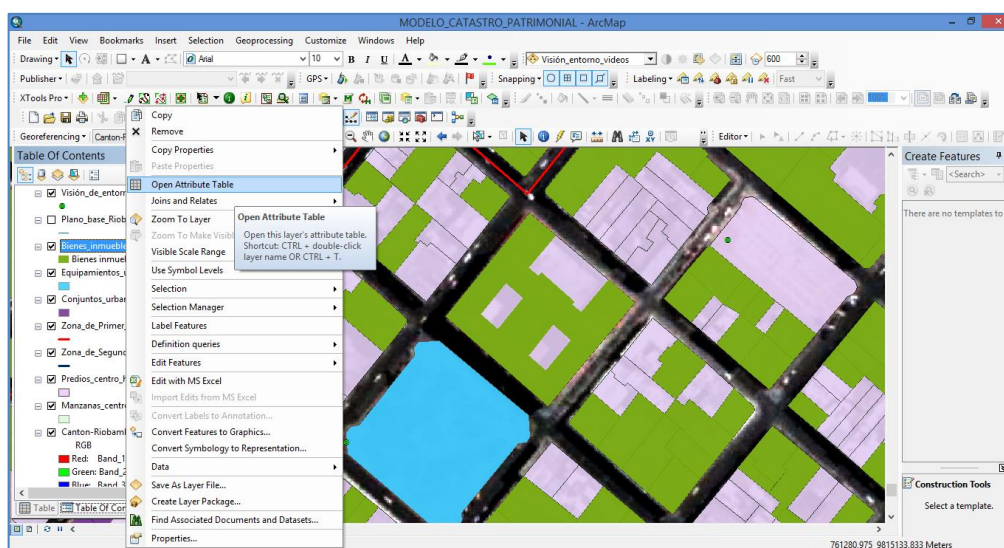 MODELO_CATASTRO_PATRIMONIAL - ArcMap
File Edit View Bookmarks Insert Selection Geoprocessing Customize Windows Help
Drawing A Arial 10 B I U A Visión_entorno_videos 600
Publisher GPS Snapping Labeling Fast
XTools Pro 100%
Georeferencing Editor
Table Of Contents
Visión_de_entorn
Plano_base_Riob
Bienes_inmueble
Bienes inmuel
Equipamientos_u
Conjuntos_urbar
Zona_de_Primer_
Zona_de_Segund
Predios_centro_h
Manzanas_centr
Canton-Riobaml
RGB
Red: Band_1
Green: Band_2
Blue: Band_3
Table Table Of Con
Copy
Remove
Copy Properties
Paste Properties
Open Attribute Table
Joins and Relates
Zoom To Layer
Zoom To Make Visibl
Visible Scale Range
Use Symbol Levels
Selection
Selection Manager
Label Features
Definition queries
Edit Features
Edit with MS Excel
Import Edits from MS Excel
Convert Labels to Annotation...
Convert Features to Graphics...
Convert Symbology to Representation...
Data
Save As Layer File...
Create Layer Package...
Find Associated Documents and Datasets...
Properties...
Open Attribute Table
Open this layer's attribute table.
Shortcut: CTRL + double-click
layer name OR CTRL + T.
Create Features
<Search>
There are no templates to
Construction Tools
Select a template.
761280.975 9815133.833 Meters